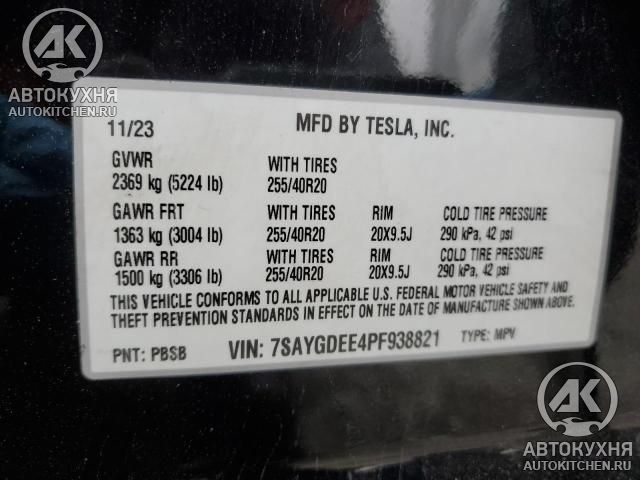 АК
АВТОКУХНЯ
AUTOKITCHEN.RU
11/23 MFD BY TESLA, INC.
GVWR WITH TIRES
2369 kg (5224 lb) 255/40R20
GAWR FRT WITH TIRES RIM COLD TIRE PRESSURE
1363 kg (3004 lb) 255/40R20 20X9.5J 290 kPa, 42 psi
GAWR RR WITH TIRES RIM COLD TIRE PRESSURE
1500 kg (3306 lb) 255/40R20 20X9.5J 290 kPa, 42 psi
THIS VEHICLE CONFORMS TO ALL APPLICABLE U.S. FEDERAL MOTOR VEHICLE SAFETY AND
THEFT PREVENTION STANDARDS IN EFFECT ON THE DATE OF MANUFACTURE SHOWN ABOVE.
PNT: PBSB VIN: 7SAYGDEE4PF938821 TYPE: MPV
АК
АВТОКУХНЯ
AUTOKITCHEN.RU